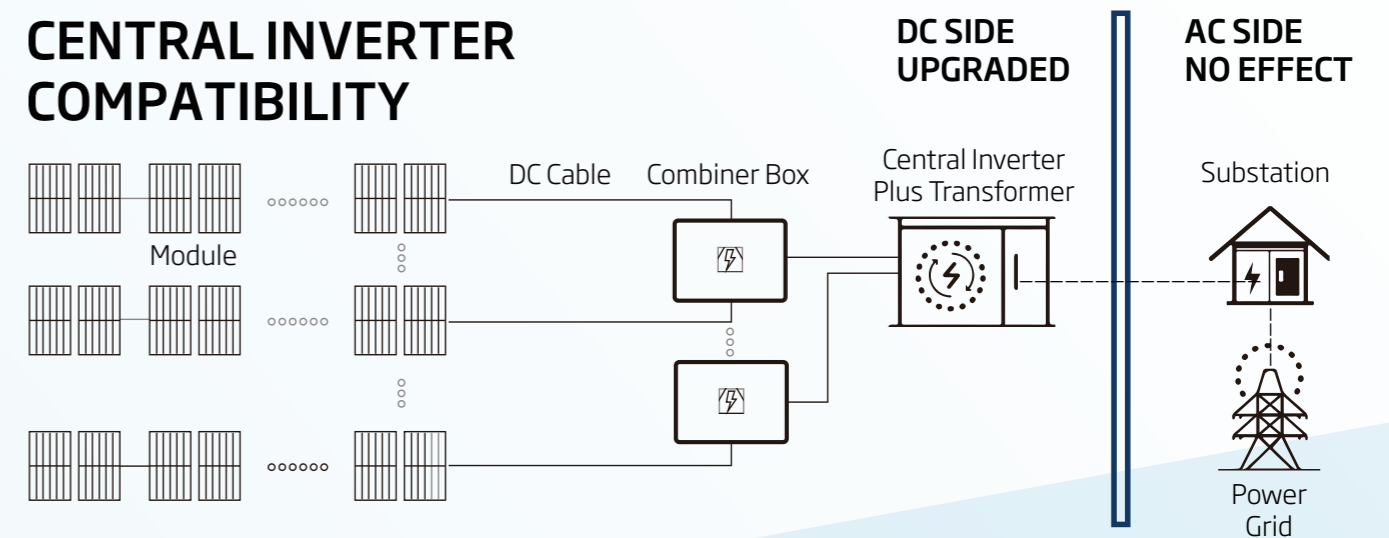 CENTRAL INVERTER
COMPATIBILITY
DC SIDE
UPGRADED
AC SIDE
NO EFFECT
DC Cable
Combiner Box
Central Inverter
Plus Transformer
Substation
Module
Power
Grid